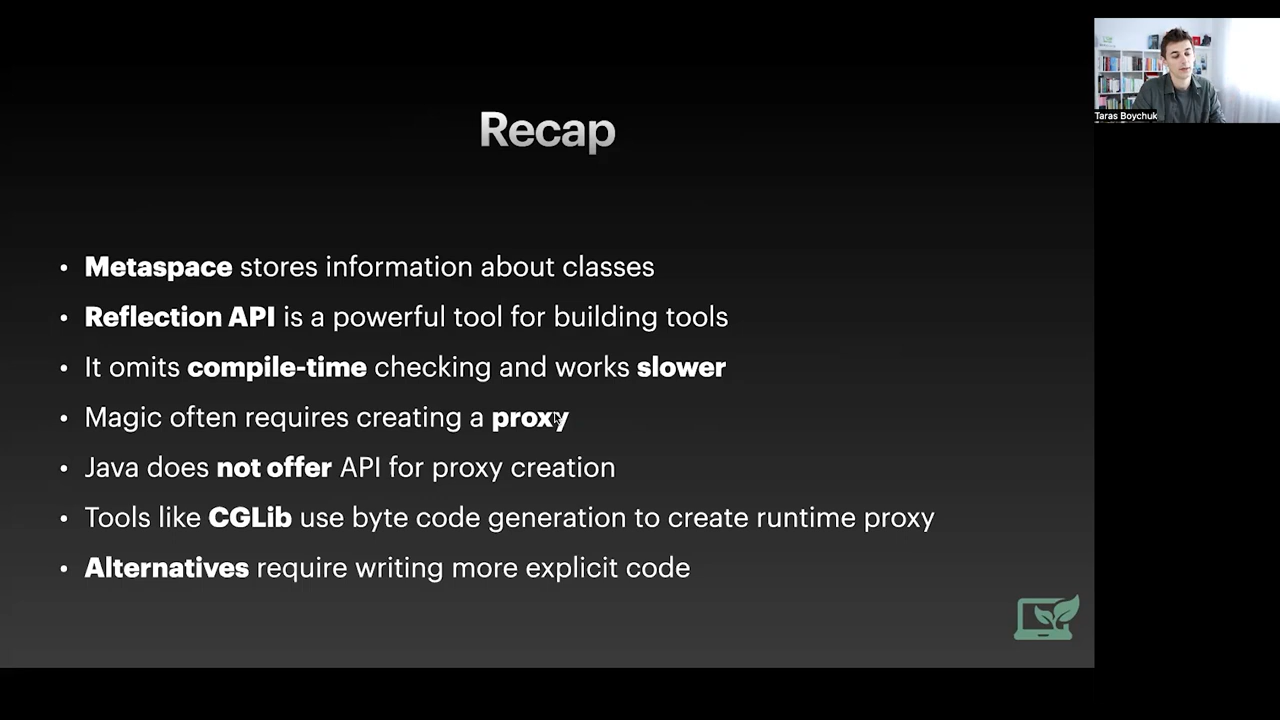 Taras Boychuk
Recap
• Metaspace stores information about classes
• Reflection API is a powerful tool for building tools
• It omits compile-time checking and works slower
• Magic often requires creating a proxy
• Java does not offer API for proxy creation
• Tools like CGLib use byte code generation to create runtime proxy
• Alternatives require writing more explicit code